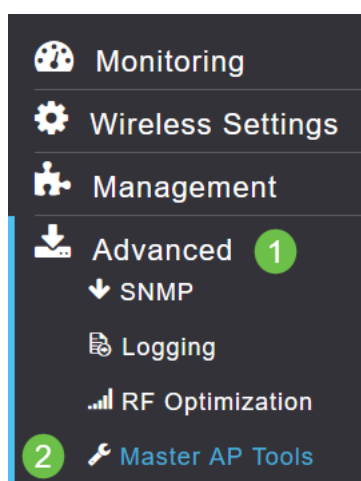 Monitoring
Wireless Settings
Management
Advanced 1
SNMP
Logging
RF Optimization
2 Master AP Tools